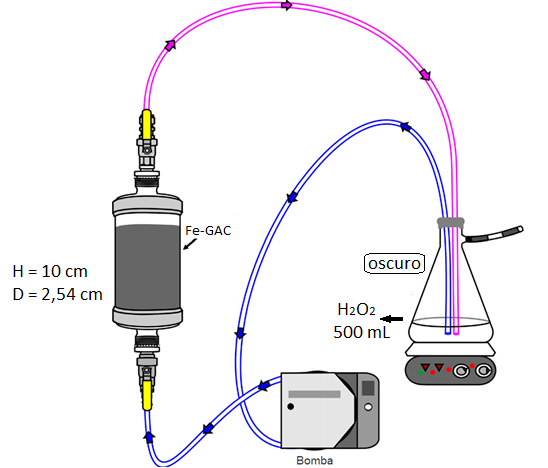 Fe-GAC
H = 10 cm
D = 2,54 cm
oscuro
H₂O₂
500 mL
Bomba